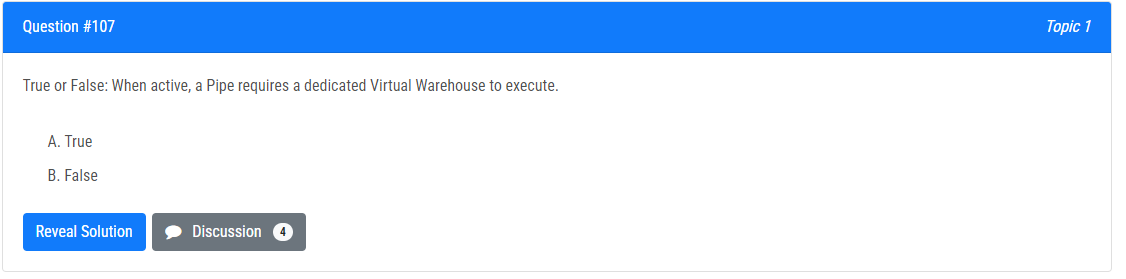 Question #107
Topic 1
True or False: When active, a Pipe requires a dedicated Virtual Warehouse to execute.
A. True
B. False
Reveal Solution
Discussion 4